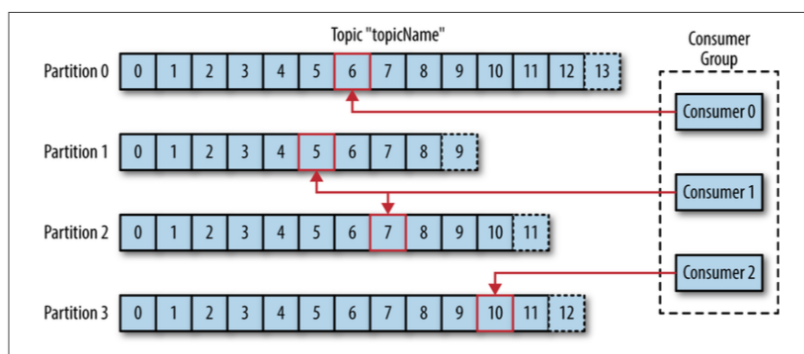 Topic "topicName"
Consumer
Group
Partition 0
0 1 2 3 4 5 6 7 8 9 10 11 12 13
Consumer 0
Partition 1
0 1 2 3 4 5 6 7 8 9
Consumer 1
Partition 2
0 1 2 3 4 5 6 7 8 9 10 11
Consumer 2
Partition 3
0 1 2 3 4 5 6 7 8 9 10 11 12